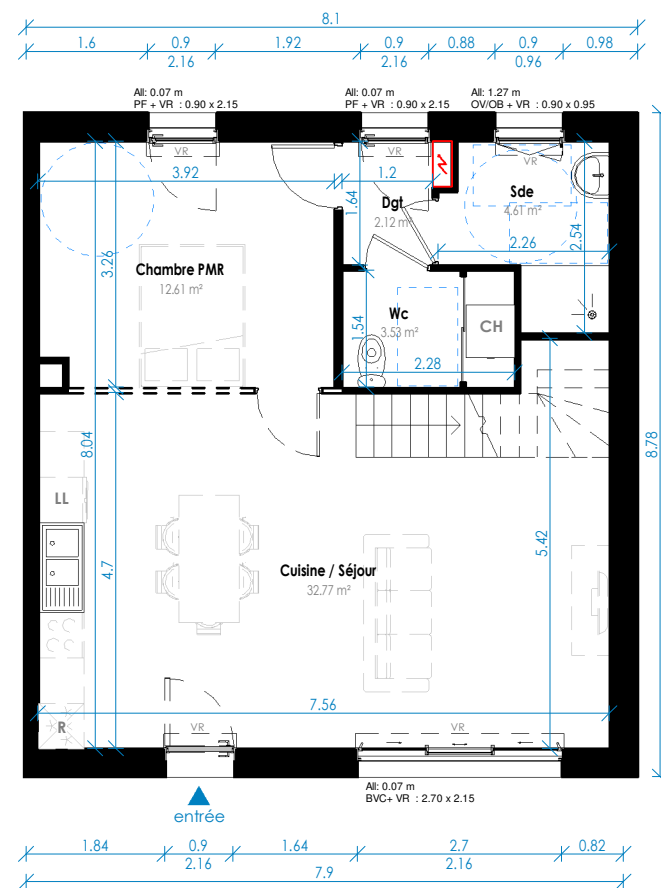 8.1
1.6 0.9 1.92 0.9 0.88 0.9 0.98
2.16 2.16 0.96
All: 0.07 m
PF + VR : 0.90 x 2.15
All: 0.07 m
PF + VR : 0.90 x 2.15
All: 1.27 m
OV/OB + VR : 0.90 x 0.95
VR
VR
VR
3.92
1.2
1.64
Dgt
2.12 m²
Sde
4.61 m²
2.54
2.26
3.26
Chambre PMR
12.61 m²
Wc
3.53 m²
1.54
CH
2.28
8.04
8.78
LL
4.7
5.42
Cuisine / Séjour
32.77 m²
7.56
R
VR
VR
All: 0.07 m
BVC+ VR : 2.70 x 2.15
entrée
1.84 0.9 1.64 2.7 0.82
2.16 2.16
7.9